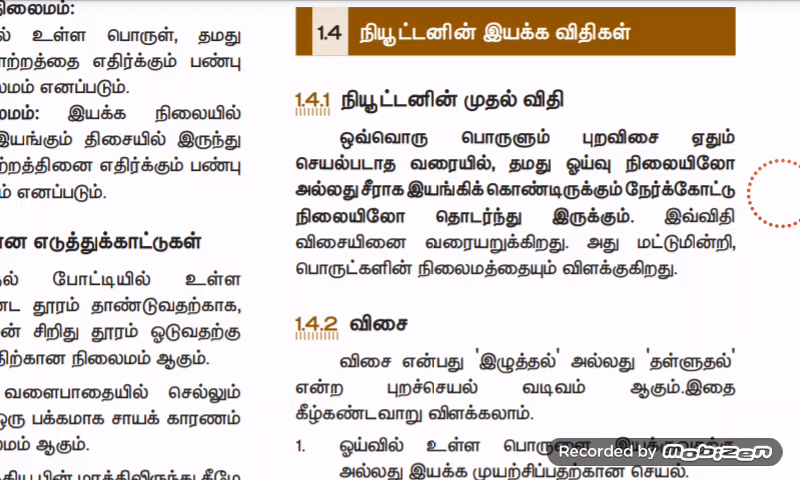 நிலைமம்:
ல் உள்ள பொருள், தமது
மாற்றத்தை எதிர்க்கும் பண்பு
லமம் எனப்படும்.
லைமம்: இயக்க நிலையில்
இயங்கும் திசையில் இருந்து
ற்றத்தினை எதிர்க்கும் பண்பு
ம் எனப்படும்.
ான எடுத்துக்காட்டுகள்
தல் போட்டியில் உள்ள
ண்ட தூரம் தாண்டுவதற்காக,
ன் சிறிது தூரம் ஓடுவதற்கு
திற்கான நிலைமம் ஆகும்.
வளைபாதையில் செல்லும்
ஒரு பக்கமாக சாயக் காரணம்
மைம் ஆகும்.
1.4 நியூட்டனின் இயக்க விதிகள்
1.4.1 நியூட்டனின் முதல் விதி
ஒவ்வொரு பொருளும் புறவிசை ஏதும்
செயல்படாத வரையில், தமது ஓய்வு நிலையிலோ
அல்லது சீராக இயங்கிக் கொண்டிருக்கும் நேர்க்கோட்டு
நிலையிலோ தொடர்ந்து இருக்கும். இவ்விதி
விசையினை வரையறுக்கிறது. அது மட்டுமின்றி,
பொருட்களின் நிலைமத்தையும் விளக்குகிறது.
1.4.2 விசை
விசை என்பது 'இழுத்தல்' அல்லது 'தள்ளுதல்'
என்ற புறச்செயல் வடிவம் ஆகும்.இதை
கீழ்கண்டவாறு விளக்கலாம்.
1. ஓய்வில் உள்ள பொருளை இயக்குவதற்கு
அல்லது இயக்க முயற்சிப்பதற்கான செயல்.
Recorded by mobizen